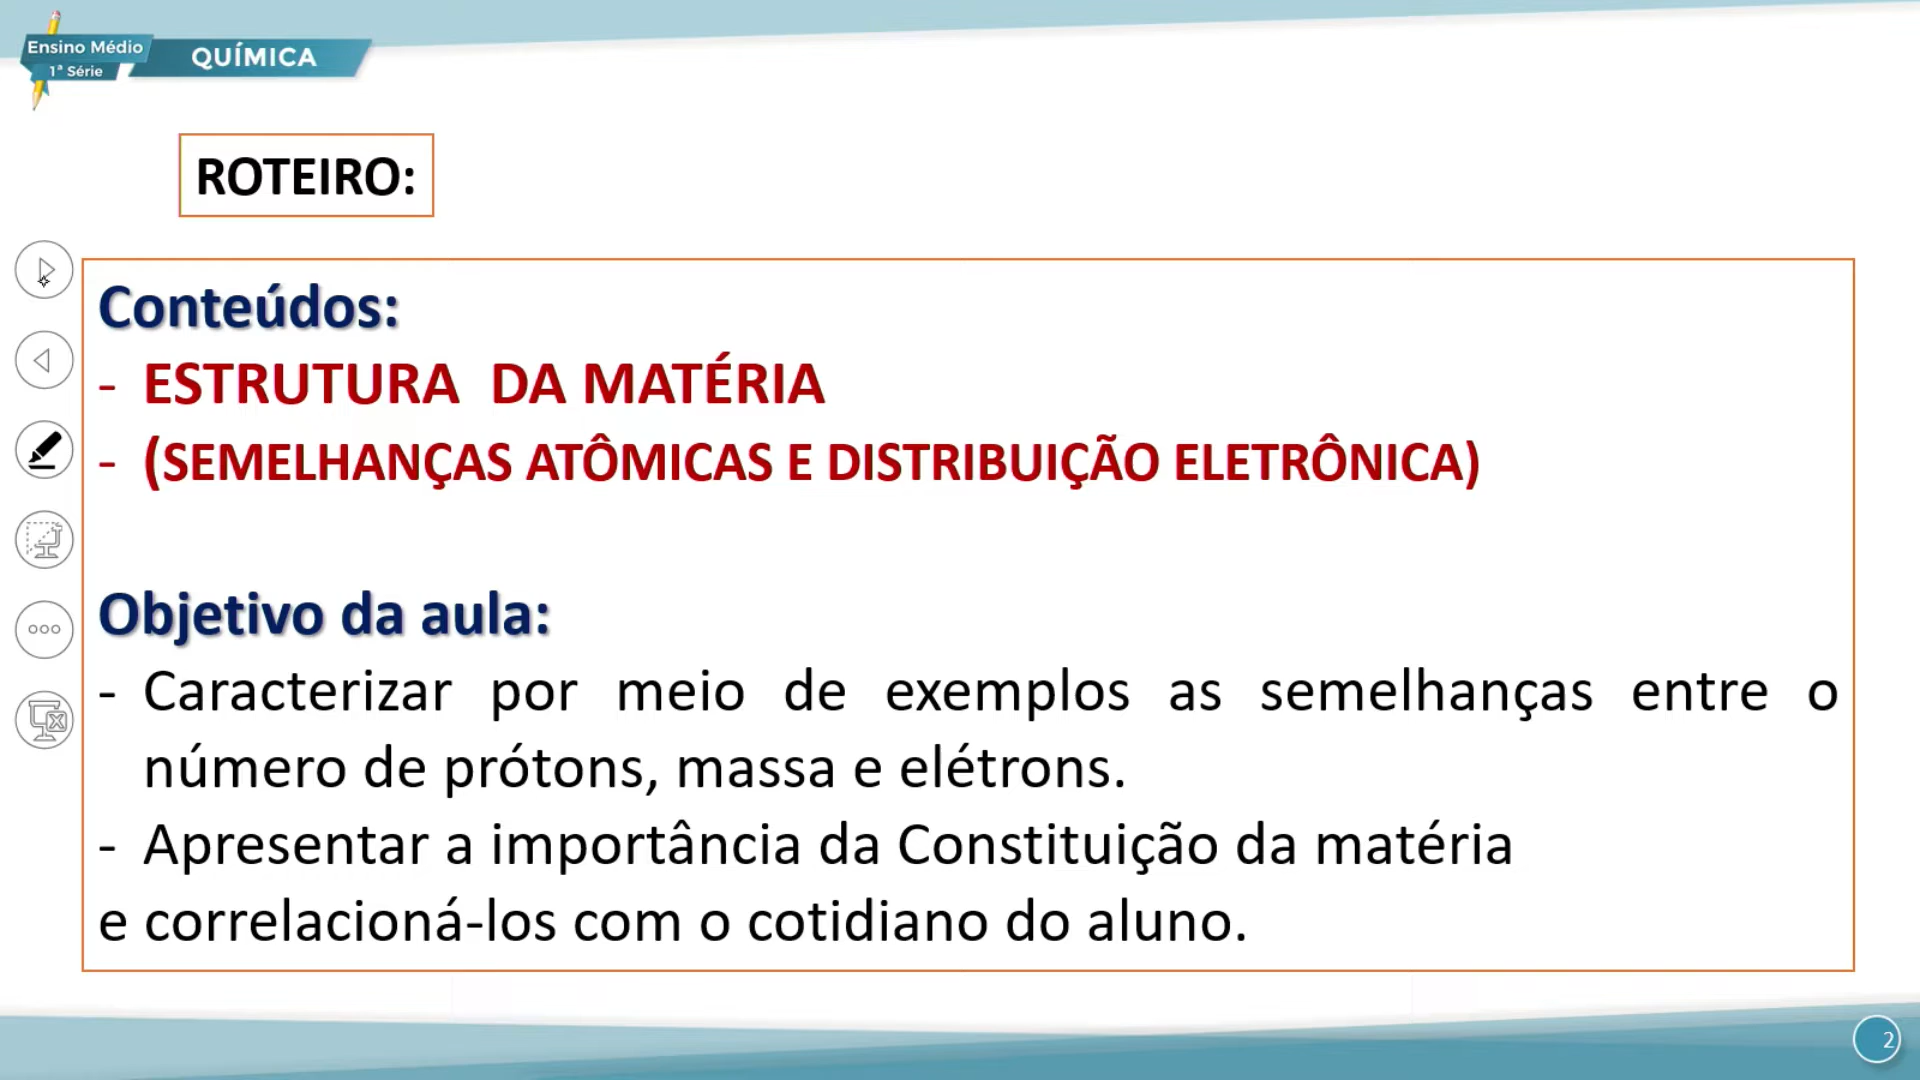 Ensino Médio
1ª Série
QUÍMICA
ROTEIRO:
Conteúdos:
- ESTRUTURA DA MATÉRIA
- (SEMELHANÇAS ATÔMICAS E DISTRIBUIÇÃO ELETRÔNICA)
Objetivo da aula:
- Caracterizar por meio de exemplos as semelhanças entre o
número de prótons, massa e elétrons.
- Apresentar a importância da Constituição da matéria
e correlacioná-los com o cotidiano do aluno.
2